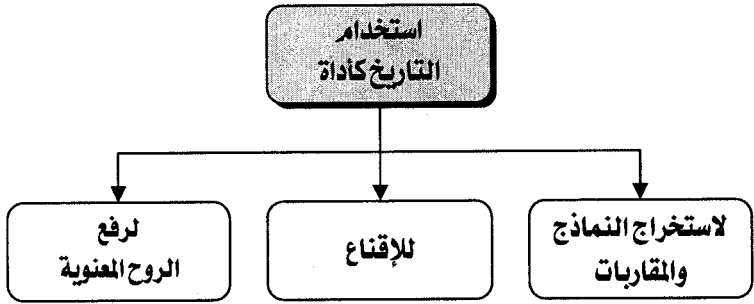 استخدام
التاريخ كأداة
لاستخراج النماذج
والمقاربات
للإقناع
لرفع
الروح المعنوية